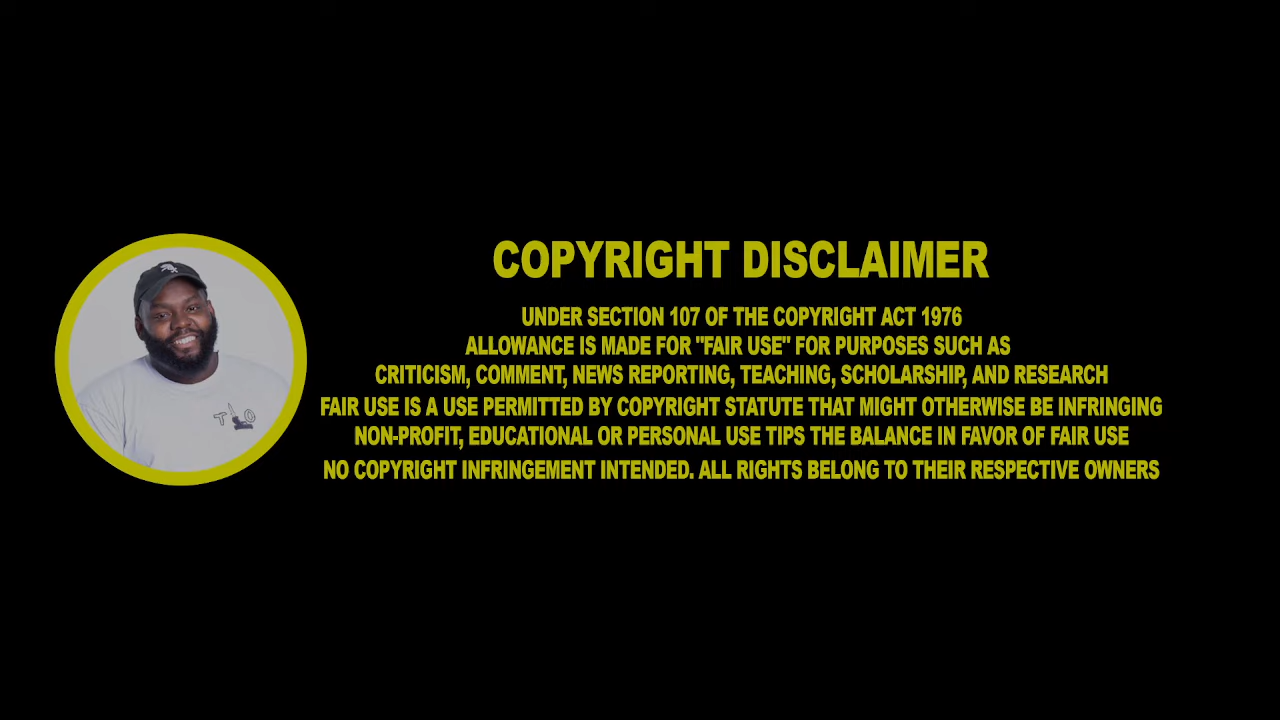 COPYRIGHT DISCLAIMER
UNDER SECTION 107 OF THE COPYRIGHT ACT 1976
ALLOWANCE IS MADE FOR "FAIR USE" FOR PURPOSES SUCH AS
CRITICISM, COMMENT, NEWS REPORTING, TEACHING, SCHOLARSHIP, AND RESEARCH
FAIR USE IS A USE PERMITTED BY COPYRIGHT STATUTE THAT MIGHT OTHERWISE BE INFRINGING
NON-PROFIT, EDUCATIONAL OR PERSONAL USE TIPS THE BALANCE IN FAVOR OF FAIR USE
NO COPYRIGHT INFRINGEMENT INTENDED. ALL RIGHTS BELONG TO THEIR RESPECTIVE OWNERS